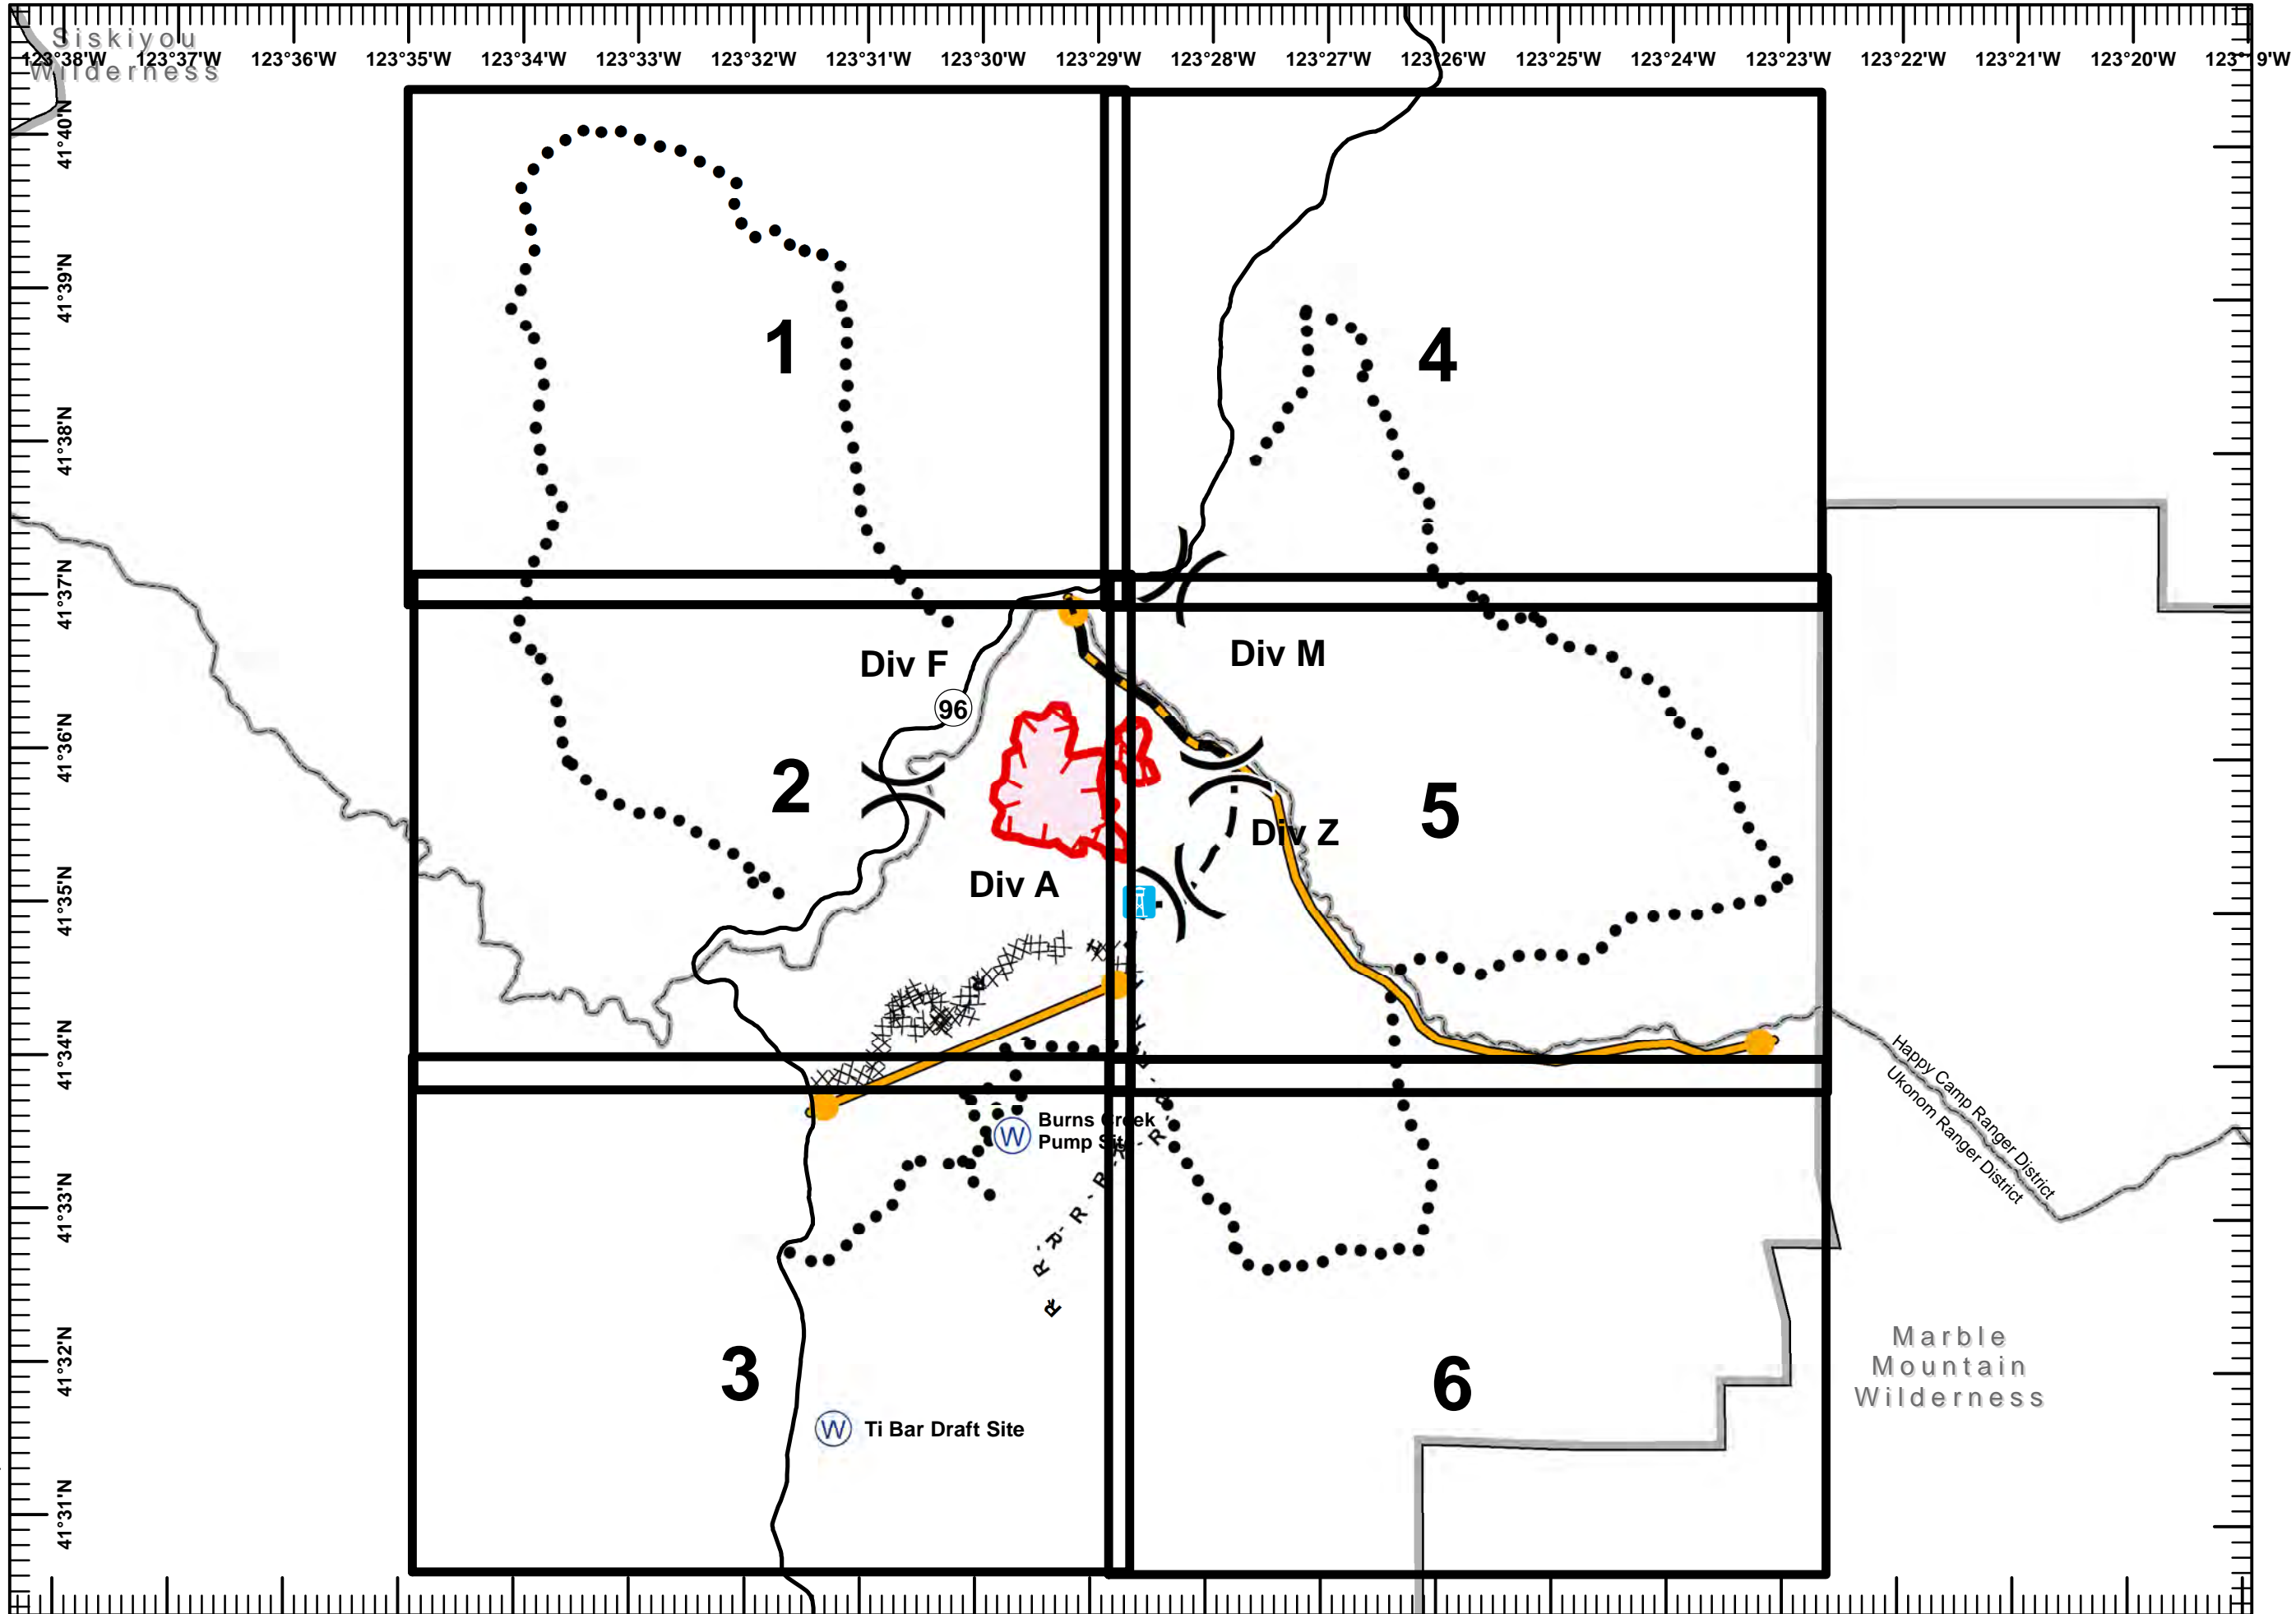 Siskiyou
Wilderness
123°38'W 123°37'W 123°36'W 123°35'W 123°34'W 123°33'W 123°32'W 123°31'W 123°30'W 123°29'W 123°28'W 123°27'W 123°26'W 123°25'W 123°24'W 123°23'W 123°22'W 123°21'W 123°20'W 123°19'W
41°40'N
41°39'N
1
4
41°38'N
41°37'N
Div M
Div F
96
41°36'N
2
5
Div Z
Div A
41°35'N
41°34'N
Happy Camp Ranger District
Ukonom Ranger District
W
Burns Creek
Pump Site
R R R R R R R R
41°33'N
41°32'N
3
6
Marble
Mountain
Wilderness
W
Ti Bar Draft Site
41°31'N